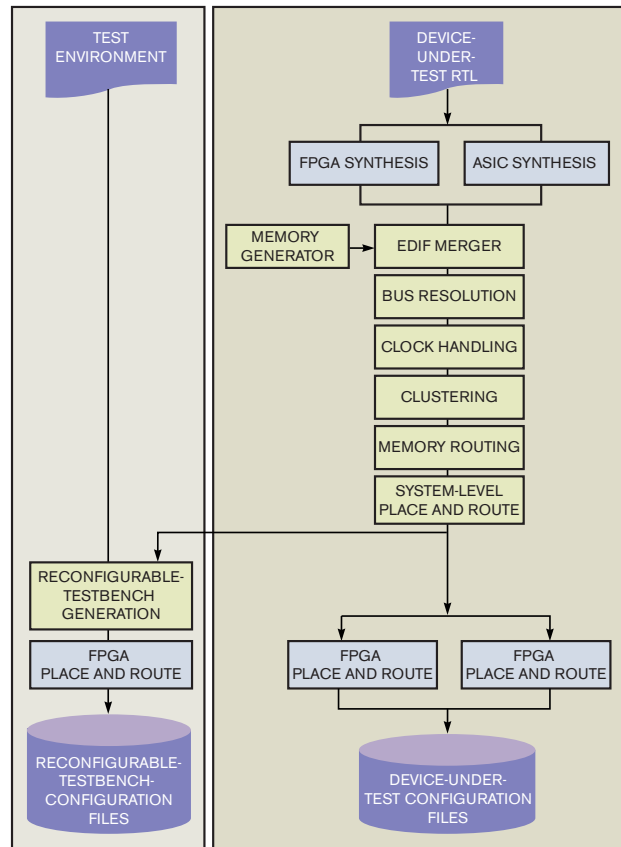 TEST
ENVIRONMENT
DEVICE-
UNDER-
TEST RTL
FPGA SYNTHESIS
ASIC SYNTHESIS
MEMORY
GENERATOR
EDIF MERGER
BUS RESOLUTION
CLOCK HANDLING
CLUSTERING
MEMORY ROUTING
SYSTEM-LEVEL
PLACE AND ROUTE
RECONFIGURABLE-
TESTBENCH
GENERATION
FPGA
PLACE AND ROUTE
FPGA
PLACE AND ROUTE
FPGA
PLACE AND ROUTE
RECONFIGURABLE-
TESTBENCH-
CONFIGURATION
FILES
DEVICE-UNDER-
TEST CONFIGURATION
FILES